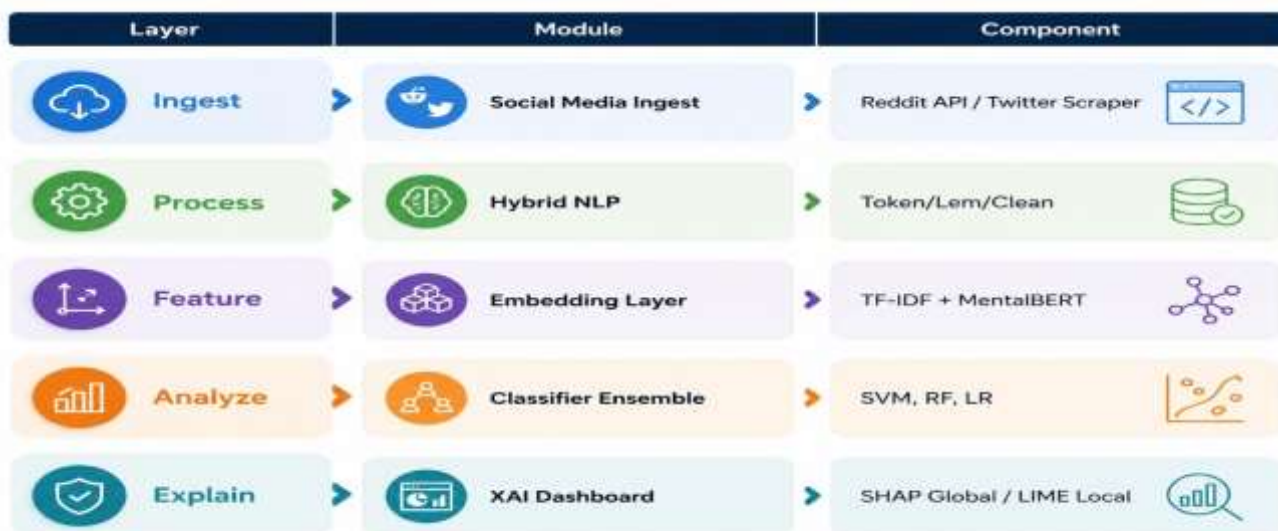 Layer Module Component
Ingest Social Media Ingest Reddit API / Twitter Scraper </>
Process Hybrid NLP Token/Lem/Clean
Feature Embedding Layer TF-IDF + MentalBERT
Analyze Classifier Ensemble SVM, RF, LR
Explain XAI Dashboard SHAP Global / LIME Local